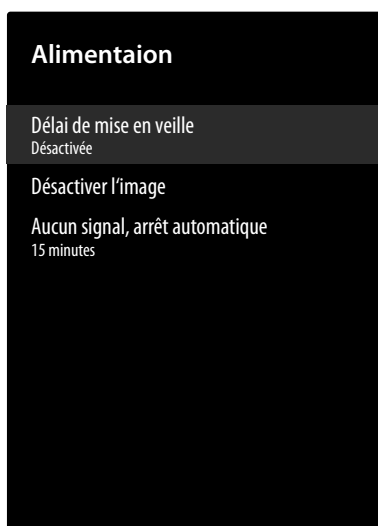 Alimentaion
Délai de mise en veille
Désactivée
Désactiver l‘image
Aucun signal, arrêt automatique
15 minutes